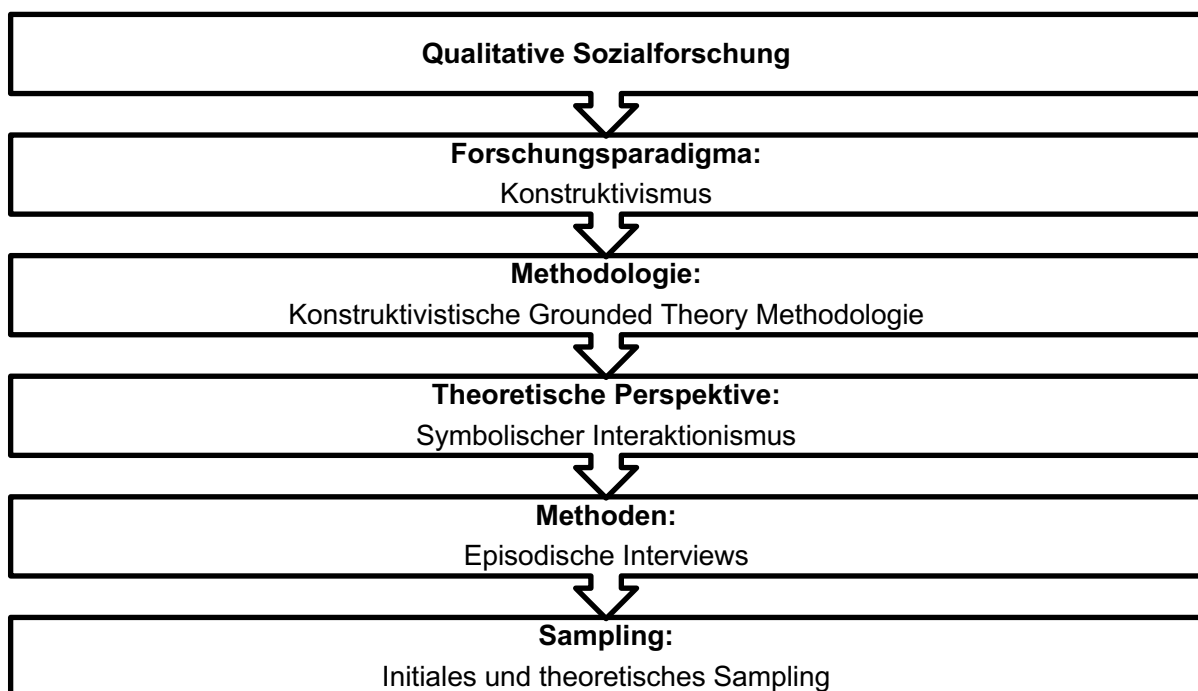 Qualitative Sozialforschung
Forschungsparadigma:
Konstruktivismus
Methodologie:
Konstruktivistische Grounded Theory Methodologie
Theoretische Perspektive:
Symbolischer Interaktionismus
Methoden:
Episodische Interviews
Sampling:
Initiales und theoretisches Sampling